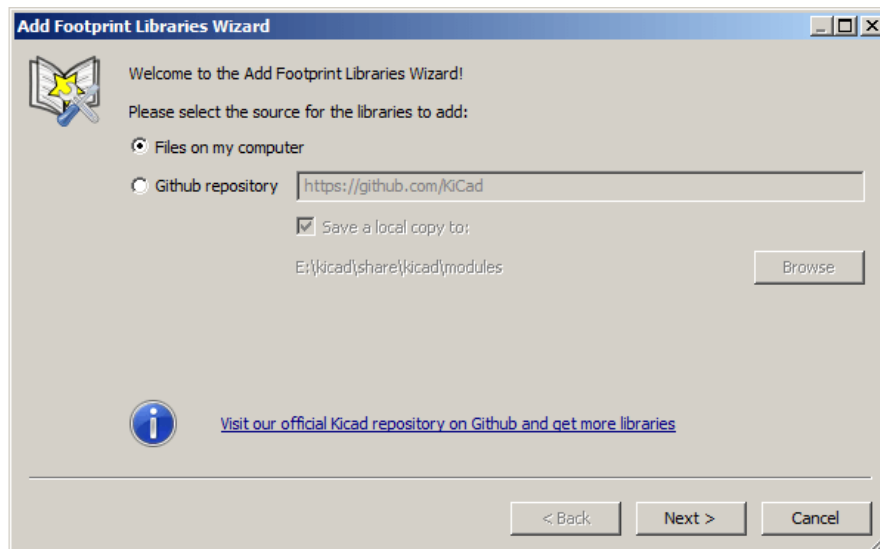 Add Footprint Libraries Wizard
Welcome to the Add Footprint Libraries Wizard!
Please select the source for the libraries to add:
Files on my computer
Github repository https://github.com/KiCad
Save a local copy to:
E:\kicad\share\kicad\modules Browse
Visit our official Kicad repository on Github and get more libraries
< Back Next > Cancel